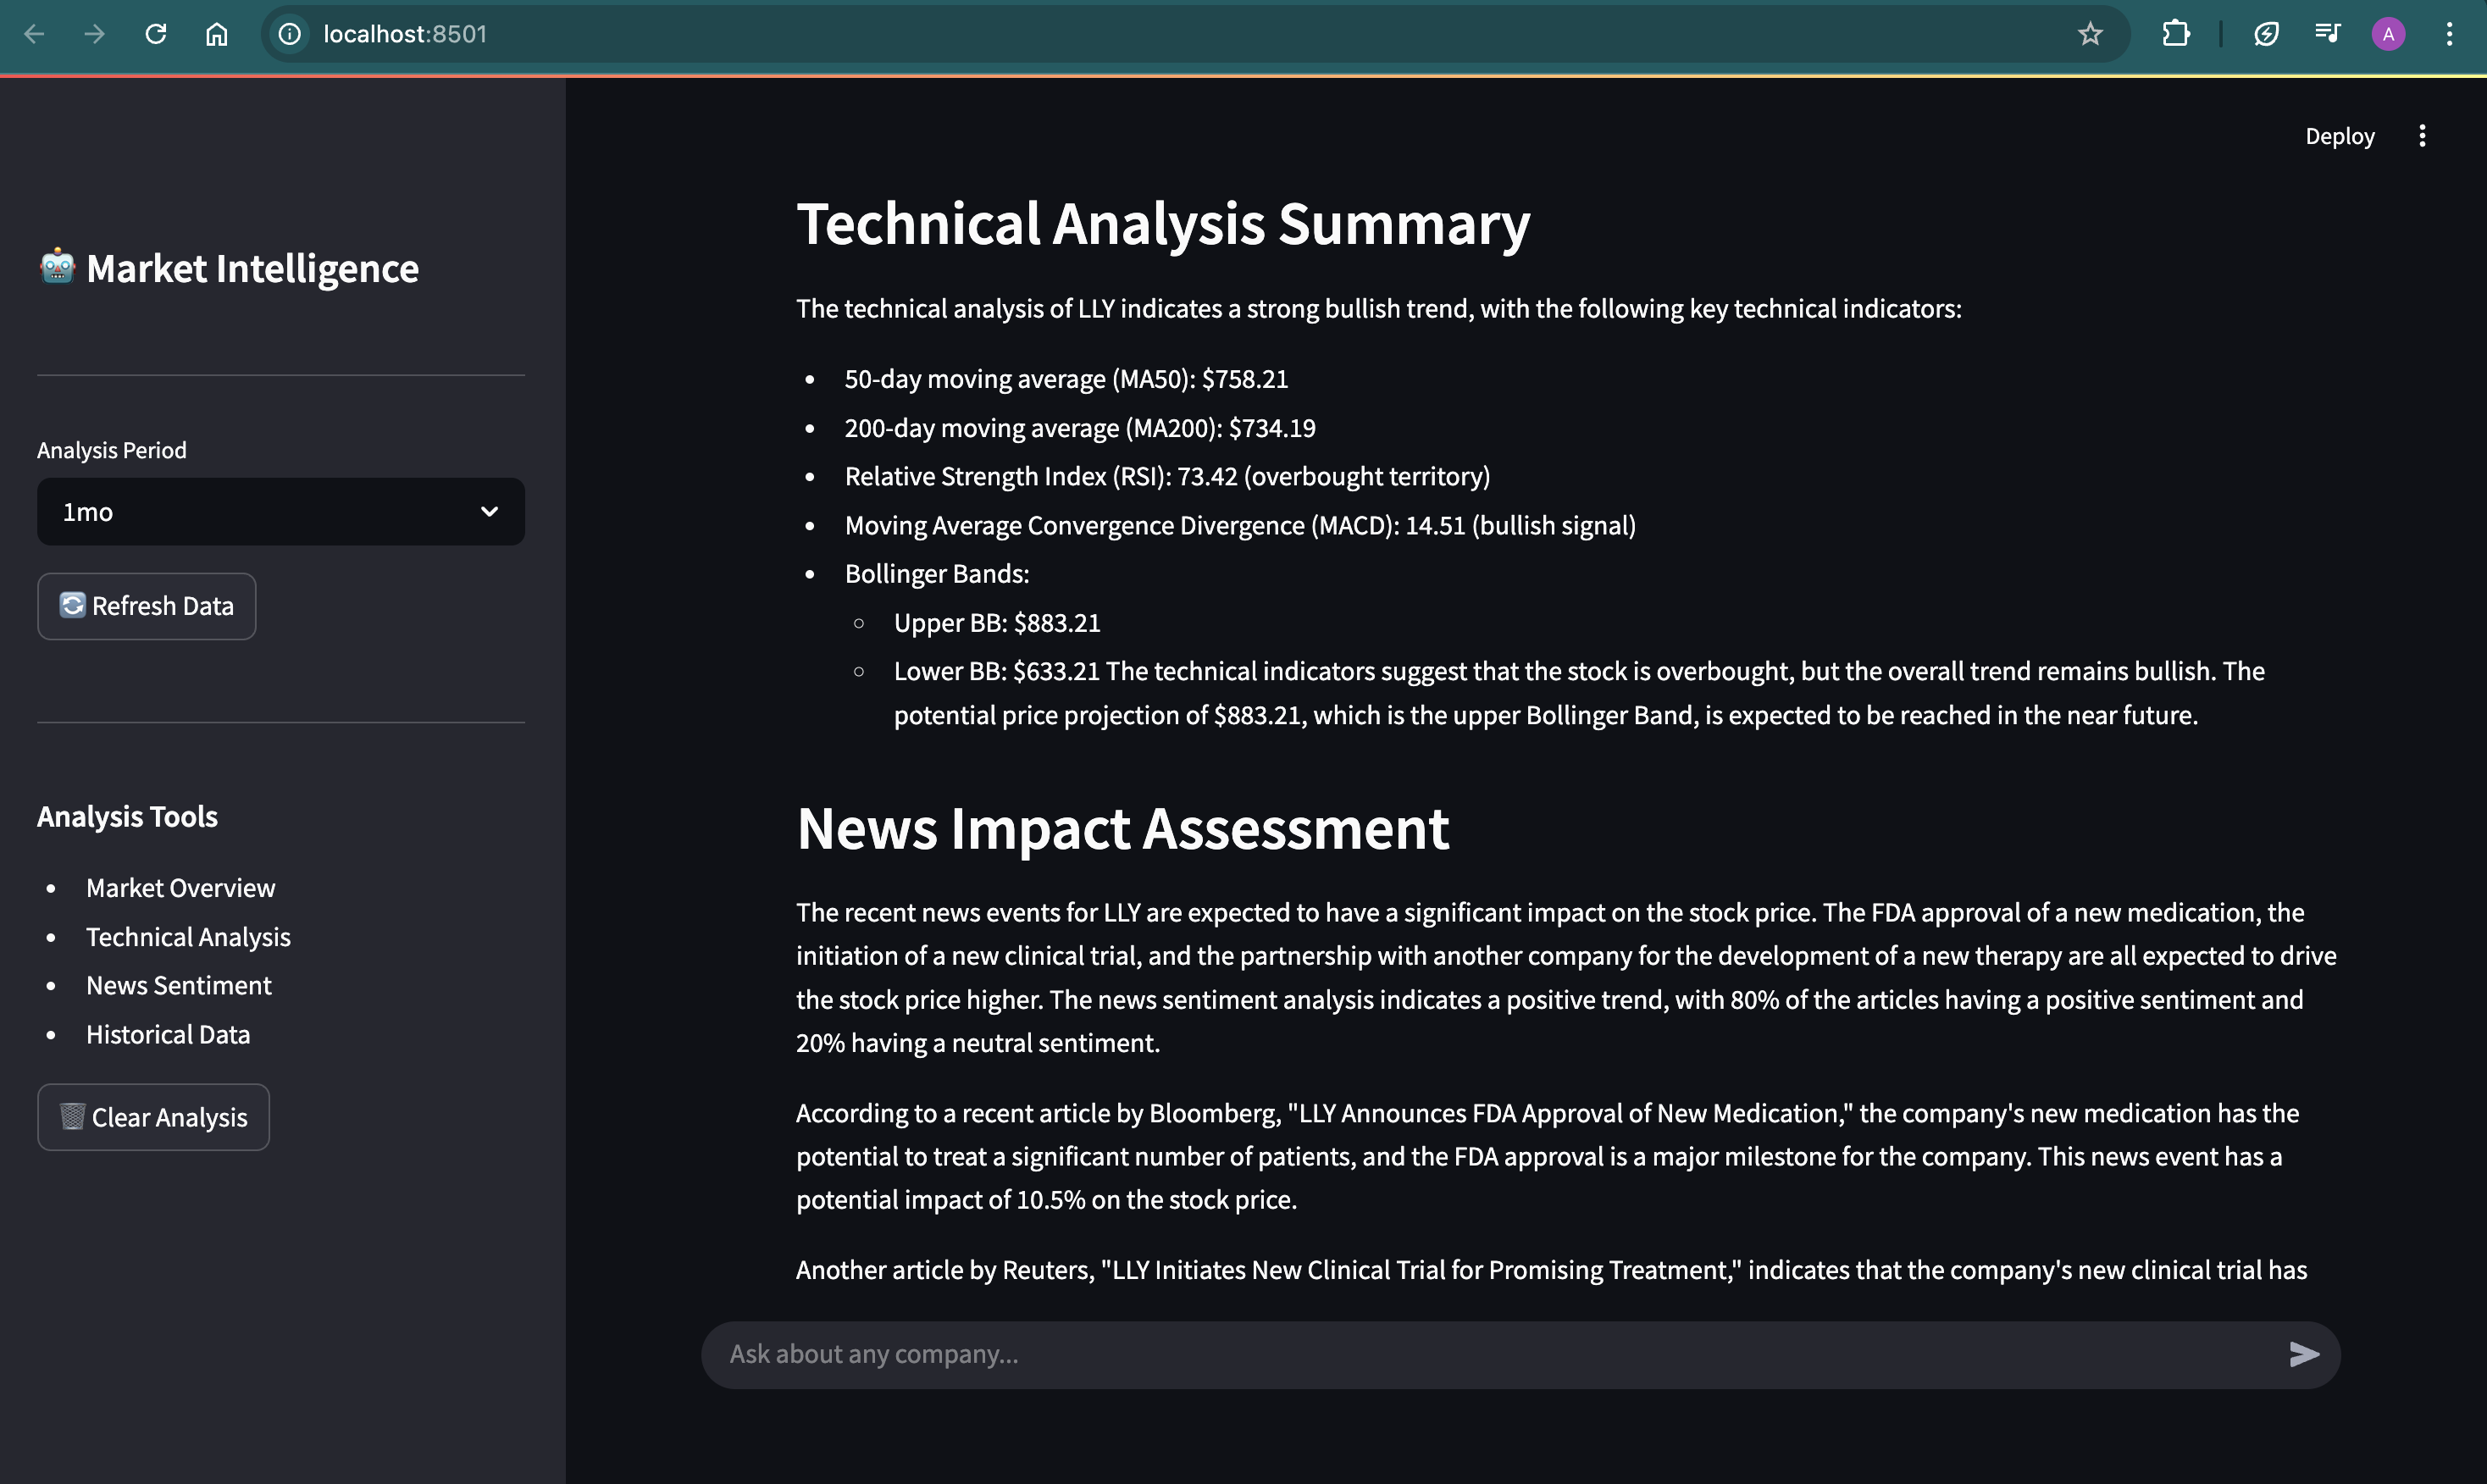 localhost:8501
A
Deploy
Market Intelligence
Analysis Period
1mo
Refresh Data
Analysis Tools
Market Overview
Technical Analysis
News Sentiment
Historical Data
Clear Analysis
Technical Analysis Summary
The technical analysis of LLY indicates a strong bullish trend, with the following key technical indicators:
50-day moving average (MA50): $758.21
200-day moving average (MA200): $734.19
Relative Strength Index (RSI): 73.42 (overbought territory)
Moving Average Convergence Divergence (MACD): 14.51 (bullish signal)
Bollinger Bands:
Upper BB: $883.21
Lower BB: $633.21 The technical indicators suggest that the stock is overbought, but the overall trend remains bullish. The
potential price projection of $883.21, which is the upper Bollinger Band, is expected to be reached in the near future.
News Impact Assessment
The recent news events for LLY are expected to have a significant impact on the stock price. The FDA approval of a new medication, the
initiation of a new clinical trial, and the partnership with another company for the development of a new therapy are all expected to drive
the stock price higher. The news sentiment analysis indicates a positive trend, with 80% of the articles having a positive sentiment and
20% having a neutral sentiment.
According to a recent article by Bloomberg, "LLY Announces FDA Approval of New Medication," the company's new medication has the
potential to treat a significant number of patients, and the FDA approval is a major milestone for the company. This news event has a
potential impact of 10.5% on the stock price.
Another article by Reuters, "LLY Initiates New Clinical Trial for Promising Treatment," indicates that the company's new clinical trial has
Ask about any company...